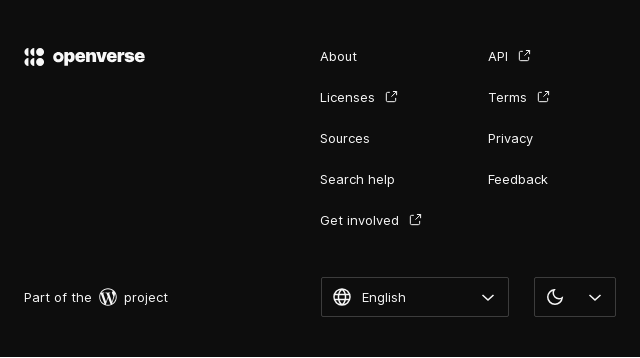 openverse
About
Licenses
Sources
Search help
Get involved
API
Terms
Privacy
Feedback
Part of the project
English